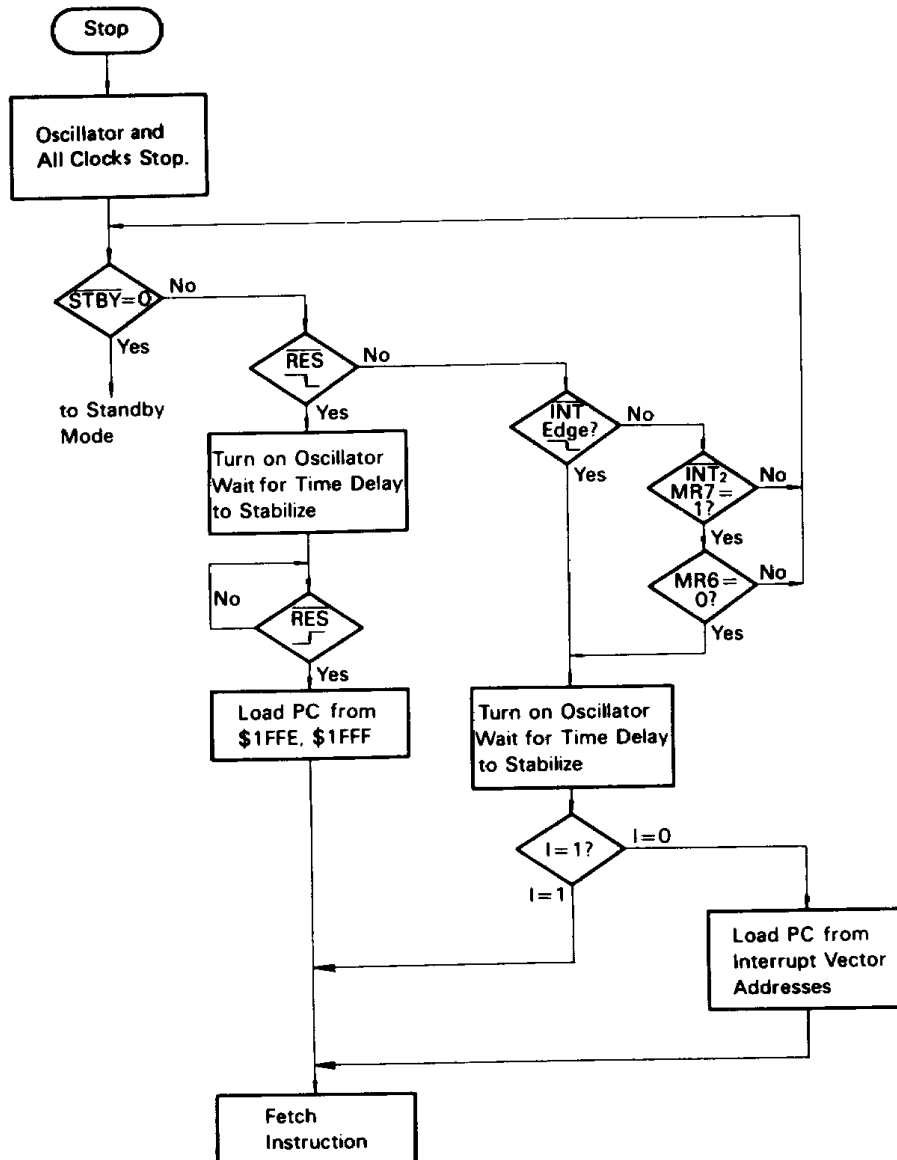 Stop
Oscillator and
All Clocks Stop.
STBY=0
No
Yes
to Standby
Mode
RES
No
Yes
Turn on Oscillator
Wait for Time Delay
to Stabilize
No
RES
Yes
Load PC from
$1FFE, $1FFF
INT
Edge?
No
Yes
INT2
MR7=
1?
No
Yes
MR6=
0?
No
Yes
Turn on Oscillator
Wait for Time Delay
to Stabilize
I=1?
I=0
I=1
Load PC from
Interrupt Vector
Addresses
Fetch
Instruction